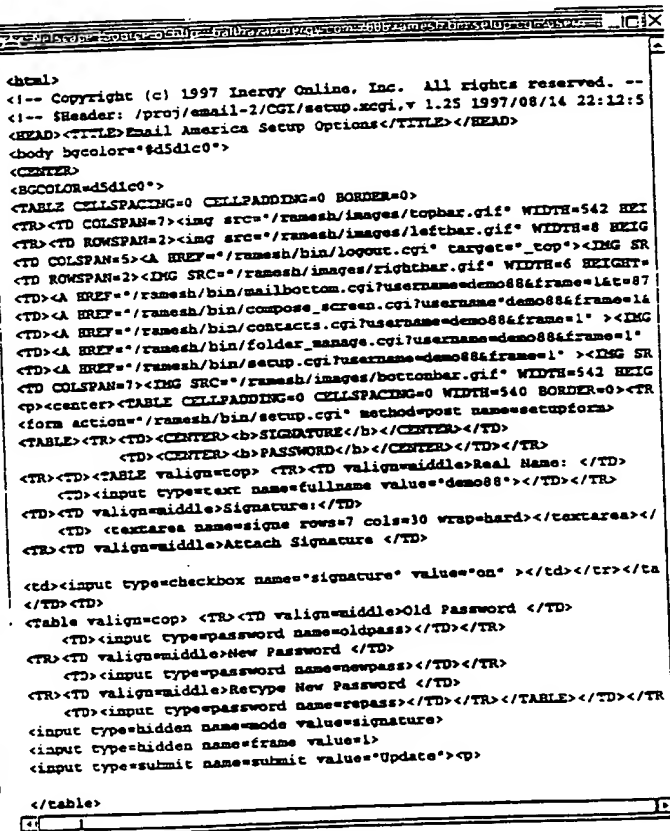 <html>
<!-- Copyright (c) 1997 Inergy Online, Inc. All rights reserved. --
<!-- $Header: /proj/email-2/CGI/setup.xcgi,v 1.25 1997/08/14 22:12:5
<HEAD><TITLE>Email America Setup Options</TITLE></HEAD>
<body bgcolor="#d5d1c0">
<CENTER>
<BGCOLOR=d5d1c0">
<TABLE CELLSPACING=0 CELLPADDING=0 BORDER=0>
<TR><TD COLSPAN=7><img src="/ramesh/images/topbar.gif" WIDTH=542 HEI
<TR><TD ROWSPAN=2><img src="/ramesh/images/leftbar.gif" WIDTH=8 HEIG
<TD COLSPAN=5><A HREF="/ramesh/bin/logout.cgi" target="_top"><IMG SR
<TD ROWSPAN=2><IMG SRC="/ramesh/images/rightbar.gif" WIDTH=6 HEIGHT=
<TD><A HREF="/ramesh/bin/mailbottom.cgi?username=demo88&frame=1&t=87
<TD><A HREF="/ramesh/bin/compose_screen.cgi?username=demo88&frame=1&
<TD><A HREF="/ramesh/bin/contacts.cgi?username=demo88&frame=1" ><IMG
<TD><A HREF="/ramesh/bin/folder_manage.cgi?username=demo88&frame=1"
<TD><A HREF="/ramesh/bin/setup.cgi?username=demo88&frame=1" ><IMG SR
<TD COLSPAN=7><IMG SRC="/ramesh/images/bottonbar.gif" WIDTH=542 HEIG
<p><center><TABLE CELLPADDING=0 CELLSPACING=0 WIDTH=540 BORDER=0><TR
<form action="/ramesh/bin/setup.cgi" method=post name=setupform>
<TABLE><TR><TD><CENTER><b>SIGNATURE</b></CENTER></TD>
<TD><CENTER><b>PASSWORD</b></CENTER></TD></TR>
<TR><TD><TABLE valign=top> <TR><TD valign=middle>Real Name: </TD>
<TD><input type=text name=fullname value="demo88"></TD></TR>
<TD><TD valign=middle>Signature:</TD>
<TD> <textarea name=signe rows=7 cols=30 wrap=hard></textarea></
<TR><TD valign=middle>Attach Signature </TD>
<td><input type=checkbox name="signature" value="on" ></td></tr></ta
</TD><TD>
<Table valign=top> <TR><TD valign=middle>Old Password </TD>
<TD><input type=password name=oldpass></TD></TR>
<TR><TD valign=middle>New Password </TD>
<TD><input type=password name=newpass></TD></TR>
<TR><TD valign=middle>Retype New Password </TD>
<TD><input type=password name=repass></TD></TR></TABLE></TD></TR
<input type=hidden name=mode value=signature>
<input type=hidden name=frame value=1>
<input type=submit name=submit value="Update"><p>
</table>